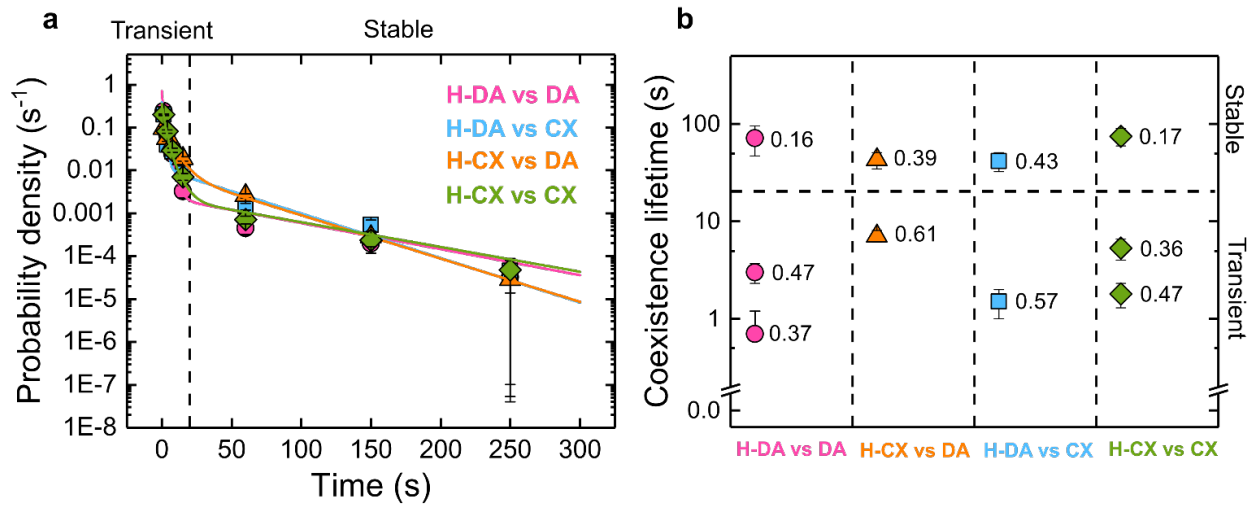 a
Transient Stable
Probability density (s⁻¹)
1
0.1
0.01
0.001
1E-4
1E-5
1E-6
1E-7
1E-8
H-DA vs DA
H-DA vs CX
H-CX vs DA
H-CX vs CX
0 50 100 150 200 250 300
Time (s)
b
Coexistence lifetime (s)
100
10
1
0.0
0.16
0.47
0.37
0.39
0.61
0.43
0.57
0.17
0.36
0.47
Stable
Transient
H-DA vs DA H-CX vs DA H-DA vs CX H-CX vs CX